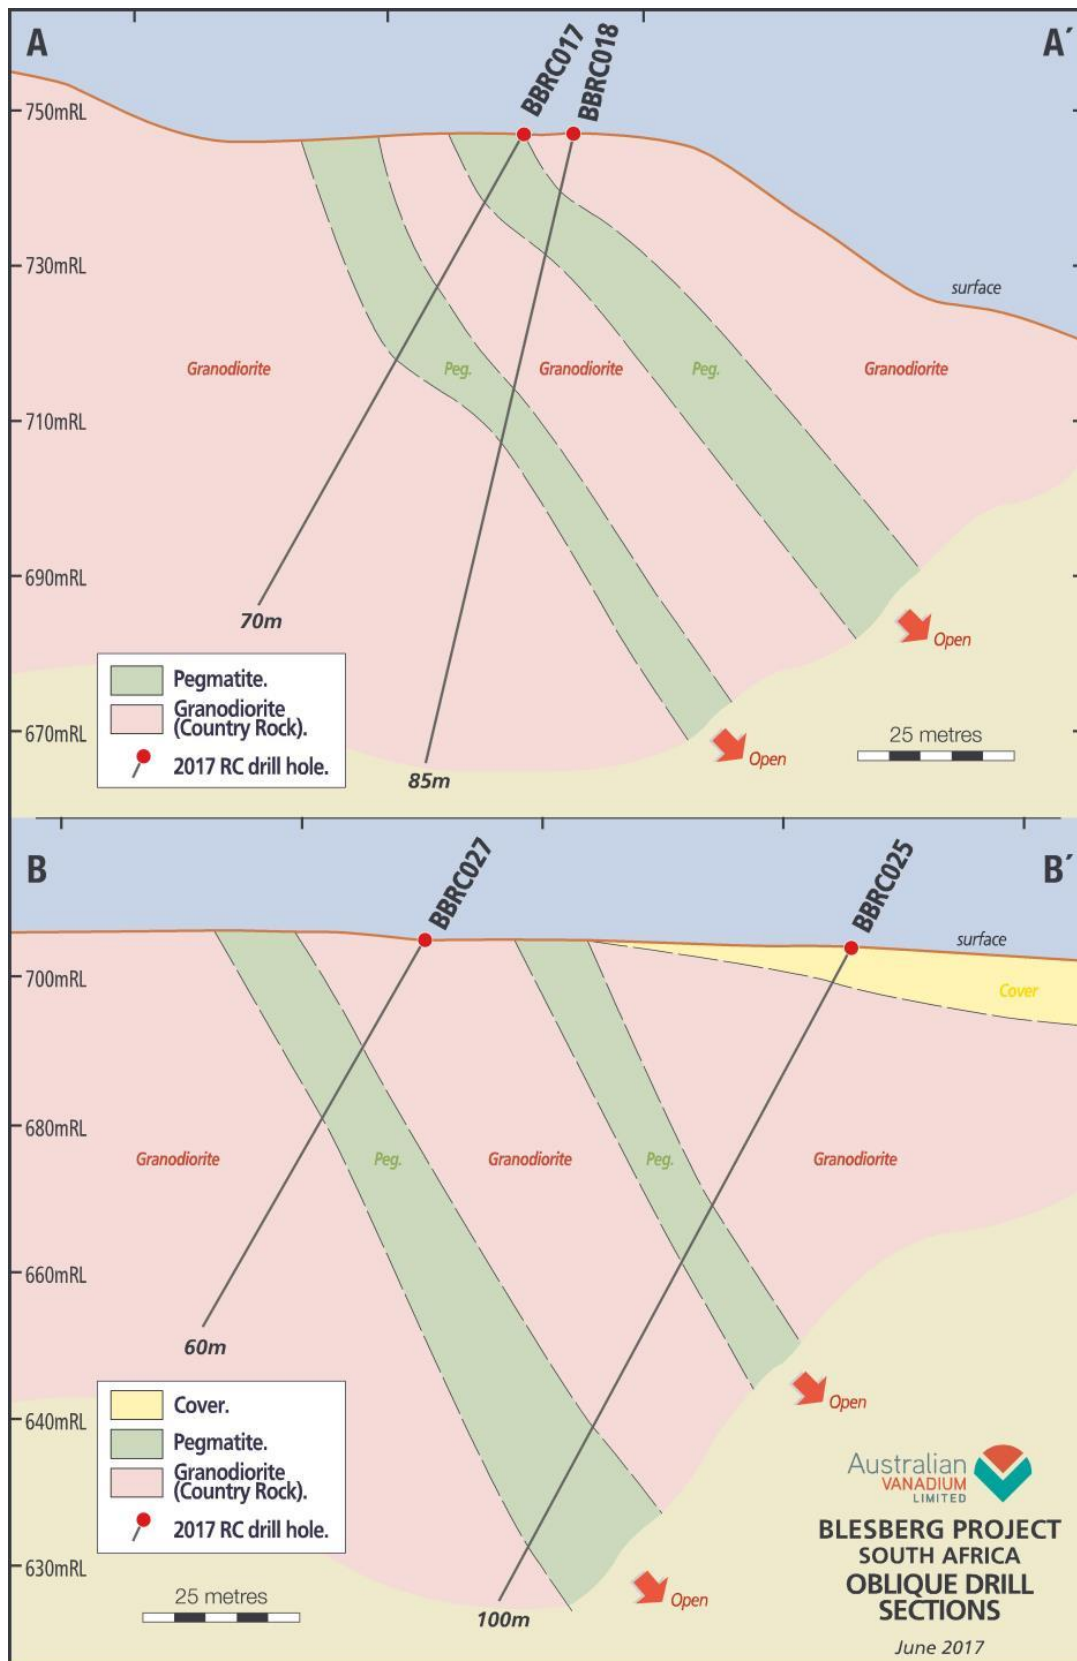 A
BBRC017
BBRC018
A′
750mRL
730mRL
surface
Granodiorite
Peg.
Granodiorite
Peg.
Granodiorite
710mRL
690mRL
70m
Open
Pegmatite.
Granodiorite
(Country Rock).
2017 RC drill hole.
670mRL
25 metres
Open
85m
B
BBRC027
BBRC025
B′
surface
700mRL
Cover
680mRL
Granodiorite
Peg.
Granodiorite
Peg.
Granodiorite
660mRL
60m
Open
640mRL
Cover.
Pegmatite.
Granodiorite
(Country Rock).
2017 RC drill hole.
630mRL
25 metres
100m
Open
Australian
VANADIUM
LIMITED
BLESBERG PROJECT
SOUTH AFRICA
OBLIQUE DRILL
SECTIONS
June 2017